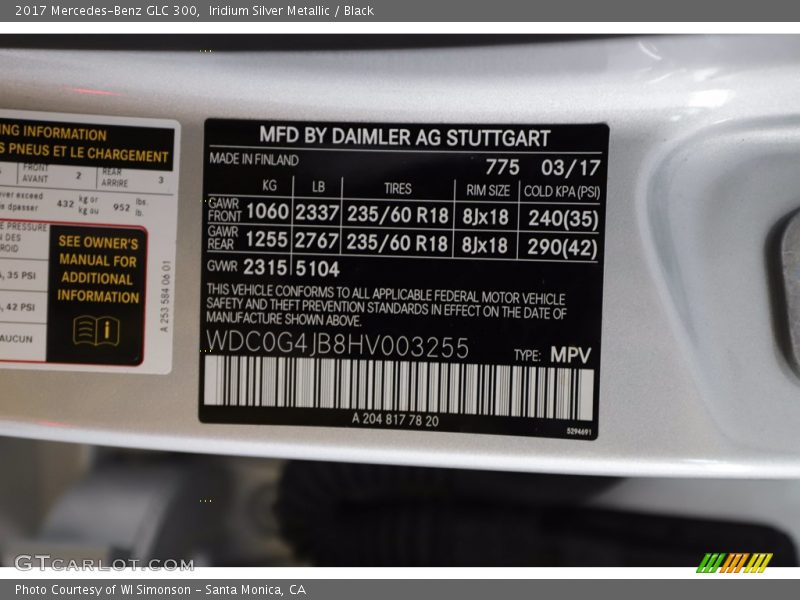 2017 Mercedes-Benz GLC 300,  Iridium Silver Metallic / Black
NG INFORMATION
S PNEUS ET LE CHARGEMENT
FRONT AVANT 2 REAR ARRIÈRE 3
ever exceed 432 kg or kg ou 952 lbs. lb.
is dpasser
E PRESSURE
N DES
ROID
, 35 PSI
, 42 PSI
AUCUN
SEE OWNER'S
MANUAL FOR
ADDITIONAL
INFORMATION
A 253 584 06 01
MFD BY DAIMLER AG STUTTGART
MADE IN FINLAND 775 03/17
KG LB TIRES RIM SIZE COLD KPA(PSI)
GAWR FRONT 1060 2337 235/60 R18 8Jx18 240(35)
GAWR REAR 1255 2767 235/60 R18 8Jx18 290(42)
GWR 2315 5104
THIS VEHICLE CONFORMS TO ALL APPLICABLE FEDERAL MOTOR VEHICLE
SAFETY AND THEFT PREVENTION STANDARDS IN EFFECT ON THE DATE OF
MANUFACTURE SHOWN ABOVE.
WDC0G4JB8HV003255 TYPE: MPV
A 204 817 78 20
5294691
GTCARLOT.COM
Photo Courtesy of WI Simonson - Santa Monica, CA